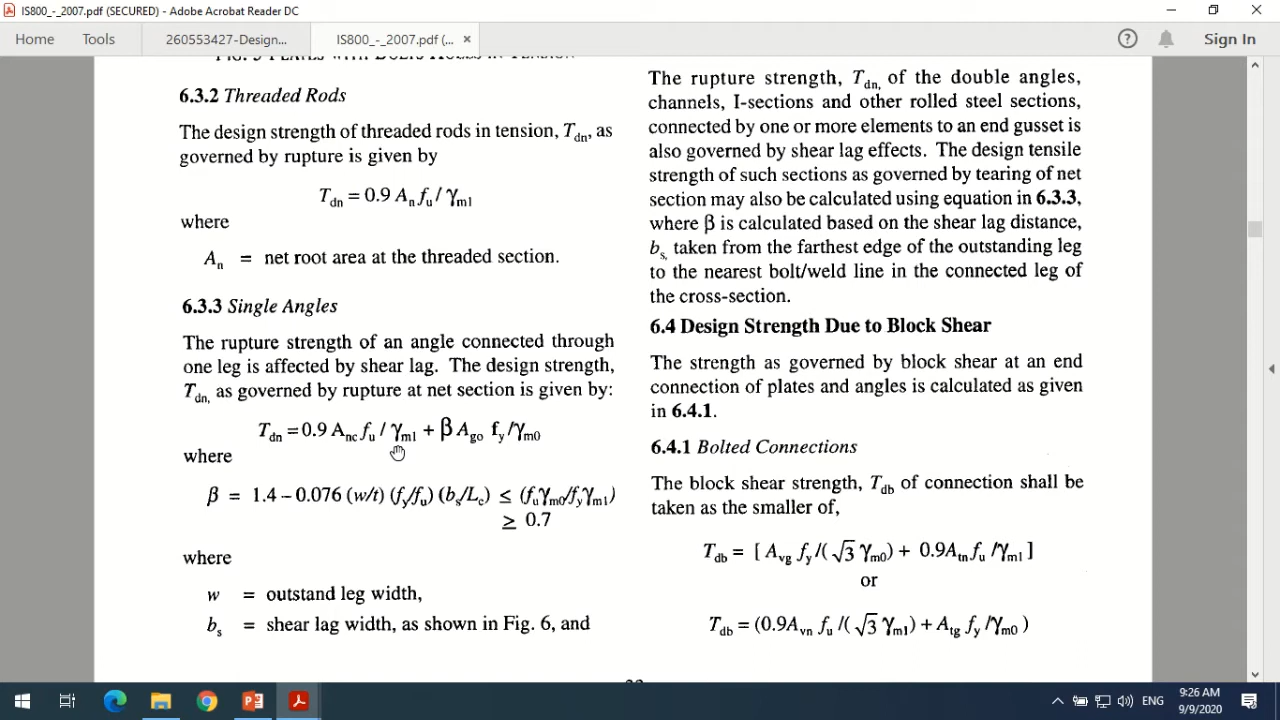 IS800_-_2007.pdf (SECURED) - Adobe Acrobat Reader DC
Home Tools 260553427-Design... IS800_-_2007.pdf (... × Sign In
6.3.2 Threaded Rods
The design strength of threaded rods in tension, Tdn, as
governed by rupture is given by
Tdn = 0.9 An fu / γm1
where
An = net root area at the threaded section.
6.3.3 Single Angles
The rupture strength of an angle connected through
one leg is affected by shear lag. The design strength,
Tdn, as governed by rupture at net section is given by:
Tdn = 0.9 Anc fu / γm1 + β Ago fy /γm0
where
β = 1.4 – 0.076 (w/t) (fy/fu) (bs/Lc) ≤ (fuγm0/fyγm1)
≥ 0.7
where
w = outstand leg width,
bs = shear lag width, as shown in Fig. 6, and
The rupture strength, Tdn, of the double angles,
channels, I-sections and other rolled steel sections,
connected by one or more elements to an end gusset is
also governed by shear lag effects. The design tensile
strength of such sections as governed by tearing of net
section may also be calculated using equation in 6.3.3,
where β is calculated based on the shear lag distance,
bs, taken from the farthest edge of the outstanding leg
to the nearest bolt/weld line in the connected leg of
the cross-section.
6.4 Design Strength Due to Block Shear
The strength as governed by block shear at an end
connection of plates and angles is calculated as given
in 6.4.1.
6.4.1 Bolted Connections
The block shear strength, Tdb of connection shall be
taken as the smaller of,
Tdb = [ Avg fy /( √3 γm0) + 0.9Atn fu /γm1 ]
or
Tdb = (0.9Avn fu /( √3 γm1) + Atg fy /γm0 )
ENG 9:26 AM
9/9/2020